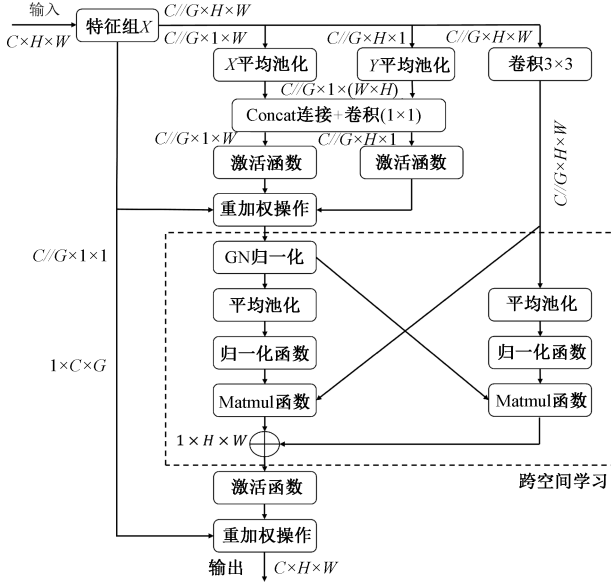 输入
C//G×H×W
特征组X
C×H×W
C//G×1×W
C//G×H×1
C//G×H×W
X平均池化
Y平均池化
卷积3×3
C//G×1×(W×H)
Concat连接+卷积(1×1)
C//G×1×W
C//G×H×1
C//G×H×W
激活涵数
激活涵数
重加权操作
C//G×1×1
GN归一化
平均池化
平均池化
归一化函数
归一化函数
1×C×G
Matmul函数
Matmul函数
1×H×W
跨空间学习
激活函数
重加权操作
输出
C×H×W